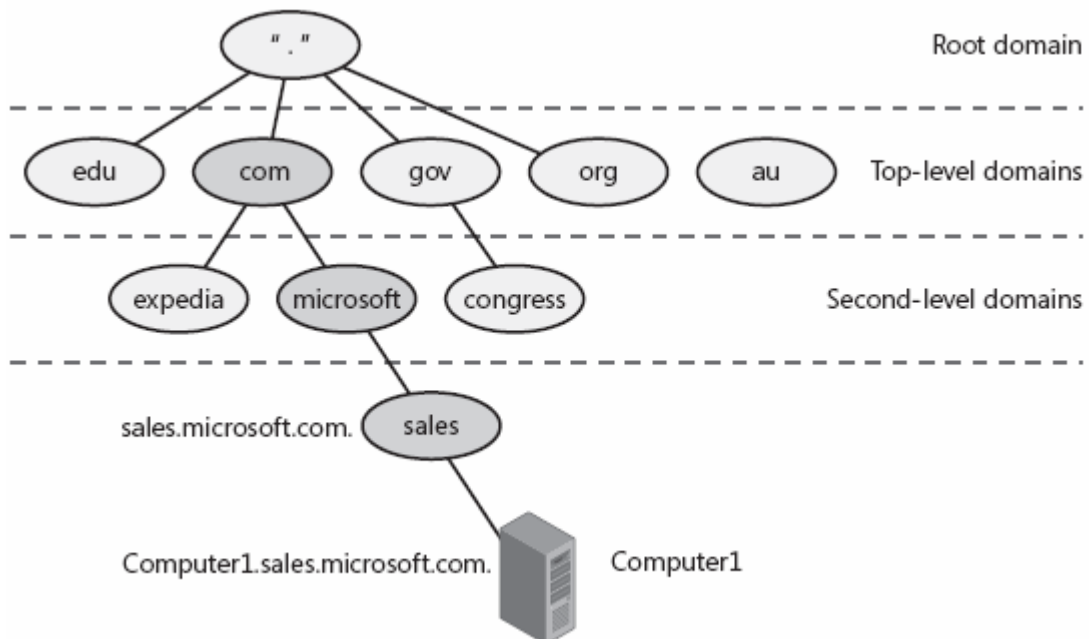 " . "
Root domain
edu com gov org au Top-level domains
expedia microsoft congress Second-level domains
sales.microsoft.com. sales
Computer1.sales.microsoft.com. Computer1